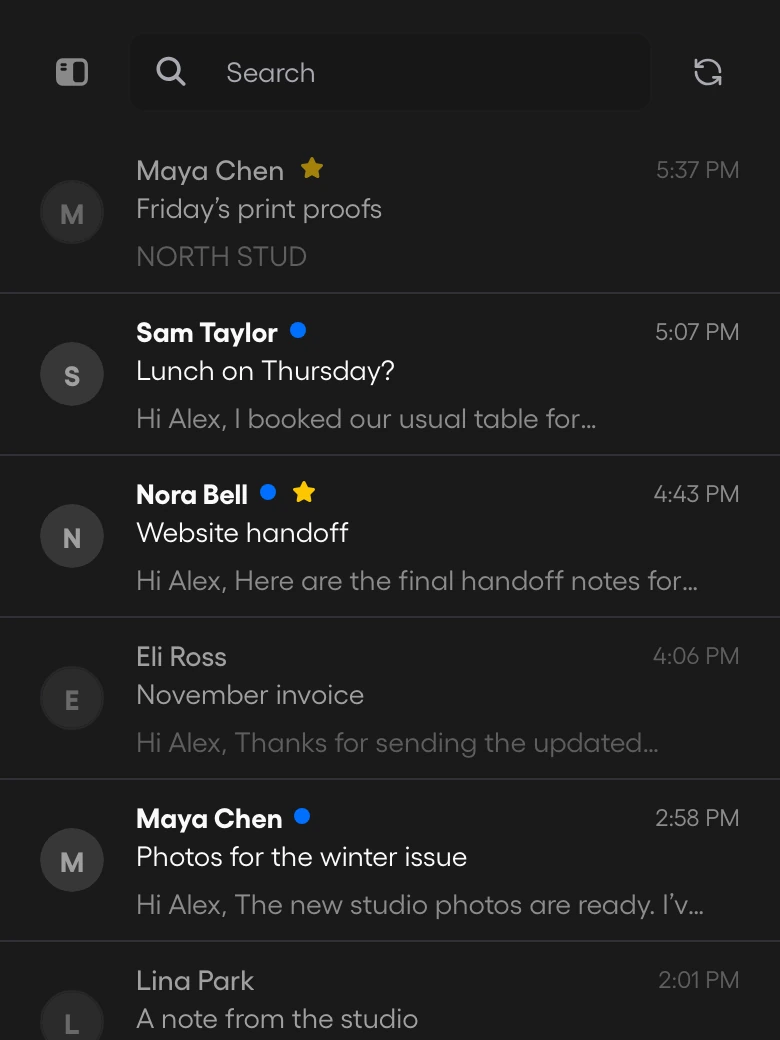 Search
Maya Chen 5:37 PM
M
Friday’s print proofs
NORTH STUD
Sam Taylor 5:07 PM
S
Lunch on Thursday?
Hi Alex, I booked our usual table for…
Nora Bell 4:43 PM
N
Website handoff
Hi Alex, Here are the final handoff notes for…
Eli Ross 4:06 PM
E
November invoice
Hi Alex, Thanks for sending the updated…
Maya Chen 2:58 PM
M
Photos for the winter issue
Hi Alex, The new studio photos are ready. I’v…
Lina Park 2:01 PM
L
A note from the studio